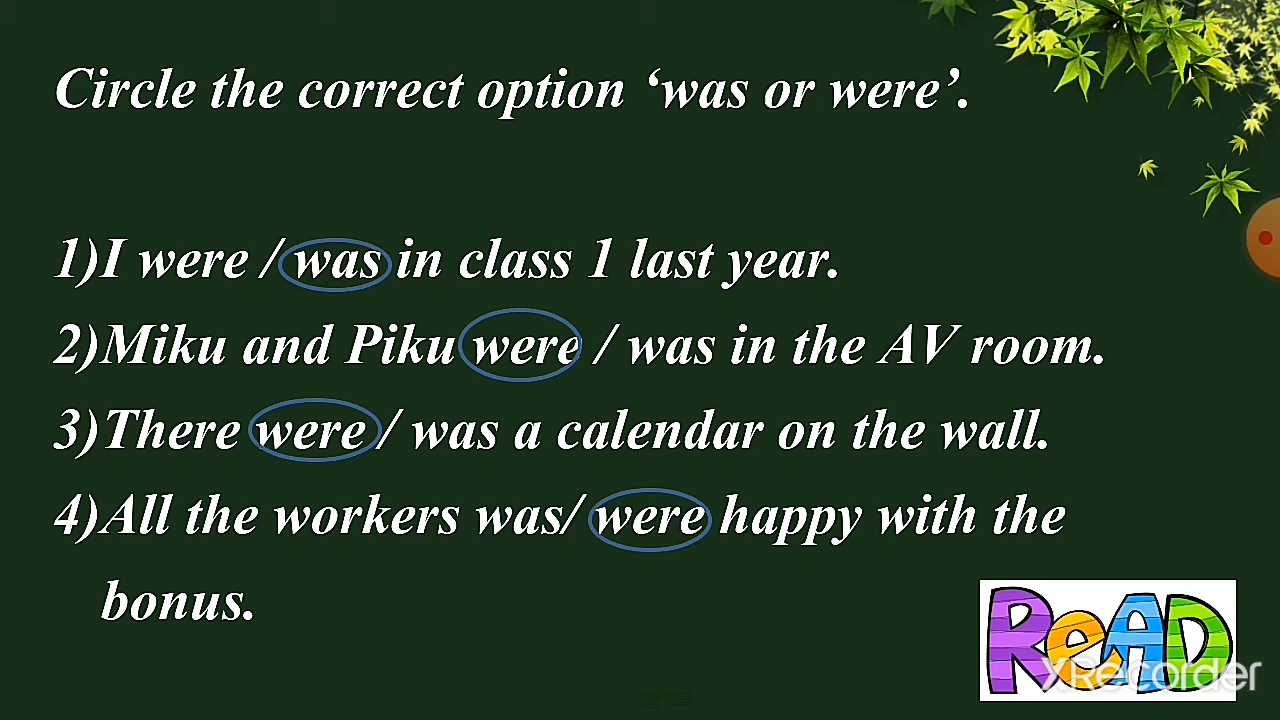 Circle the correct option ‘was or were’.
1)I were / was in class 1 last year.
2)Miku and Piku were / was in the AV room.
3)There were / was a calendar on the wall.
4)All the workers was/ were happy with the
bonus.
ReAD
XRecorder